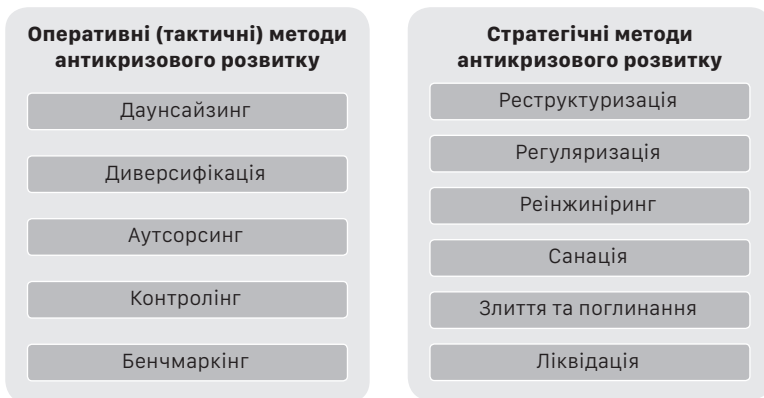 Оперативні (тактичні) методи
антикризового розвитку
Даунсайзинг
Диверсифікація
Аутсорсинг
Контролінг
Бенчмаркінг
Стратегічні методи
антикризового розвитку
Реструктуризація
Регуляризація
Реінжиніринг
Санація
Злиття та поглинання
Ліквідація